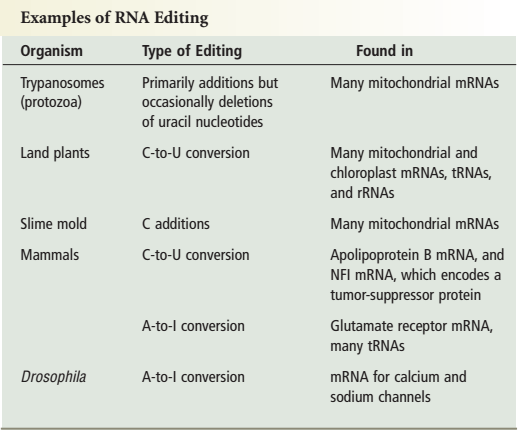 Examples of RNA Editing
Organism Type of Editing Found in
Trypanosomes Primarily additions but Many mitochondrial mRNAs
(protozoa) occasionally deletions
of uracil nucleotides
Land plants C-to-U conversion Many mitochondrial and
chloroplast mRNAs, tRNAs,
and rRNAs
Slime mold C additions Many mitochondrial mRNAs
Mammals C-to-U conversion Apolipoprotein B mRNA, and
NFI mRNA, which encodes a
tumor-suppressor protein
A-to-I conversion Glutamate receptor mRNA,
many tRNAs
Drosophila A-to-I conversion mRNA for calcium and
sodium channels